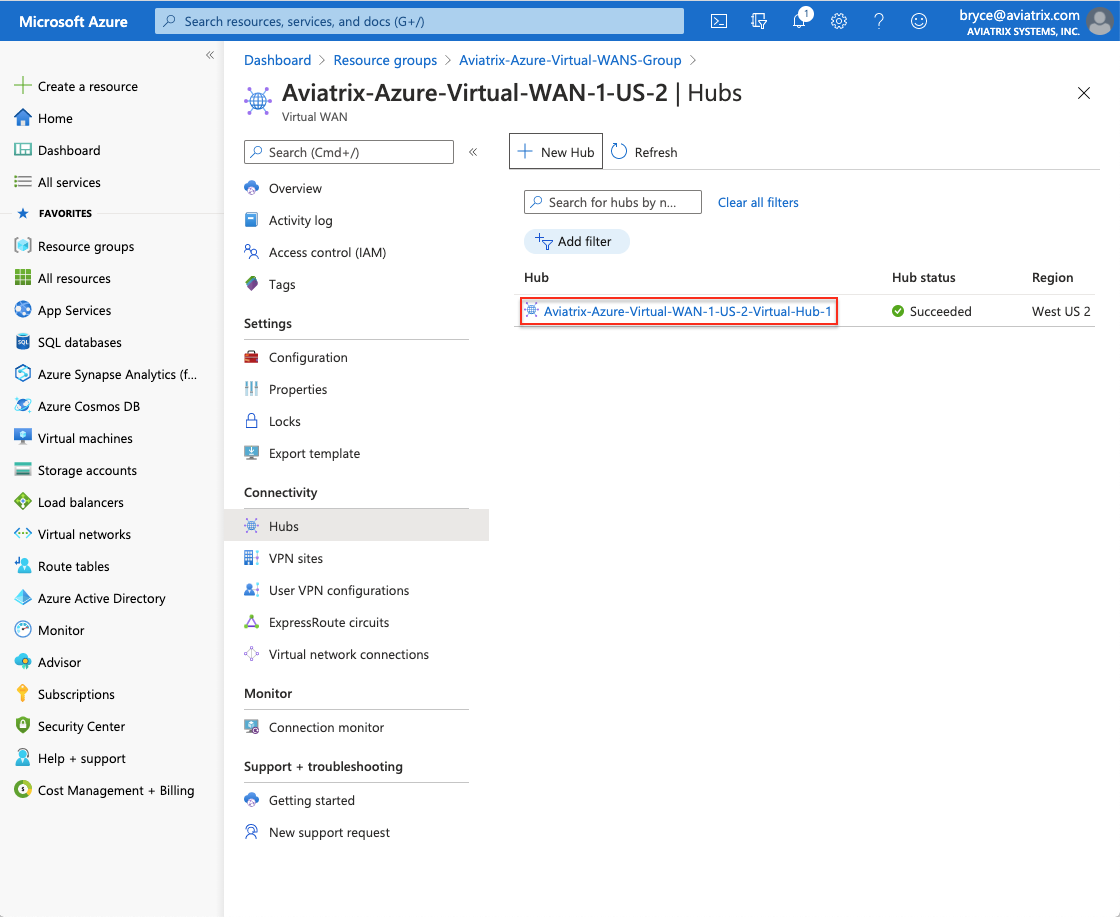 Microsoft Azure
Search resources, services, and docs (G+/)
1
bryce@aviatrix.com
AVIATRIX SYSTEMS, INC.
«
Create a resource
Home
Dashboard
All services
FAVORITES
Resource groups
All resources
App Services
SQL databases
Azure Synapse Analytics (f...
Azure Cosmos DB
Virtual machines
Storage accounts
Load balancers
Virtual networks
Route tables
Azure Active Directory
Monitor
Advisor
Subscriptions
Security Center
Help + support
Cost Management + Billing
Dashboard > Resource groups > Aviatrix-Azure-Virtual-WANS-Group >
Aviatrix-Azure-Virtual-WAN-1-US-2 | Hubs
Virtual WAN
Search (Cmd+/)
«
Overview
Activity log
Access control (IAM)
Tags
Settings
Configuration
Properties
Locks
Export template
Connectivity
Hubs
VPN sites
User VPN configurations
ExpressRoute circuits
Virtual network connections
Monitor
Connection monitor
Support + troubleshooting
Getting started
New support request
New Hub
Refresh
Search for hubs by n...
Clear all filters
Add filter
Hub Hub status Region
Aviatrix-Azure-Virtual-WAN-1-US-2-Virtual-Hub-1 Succeeded West US 2